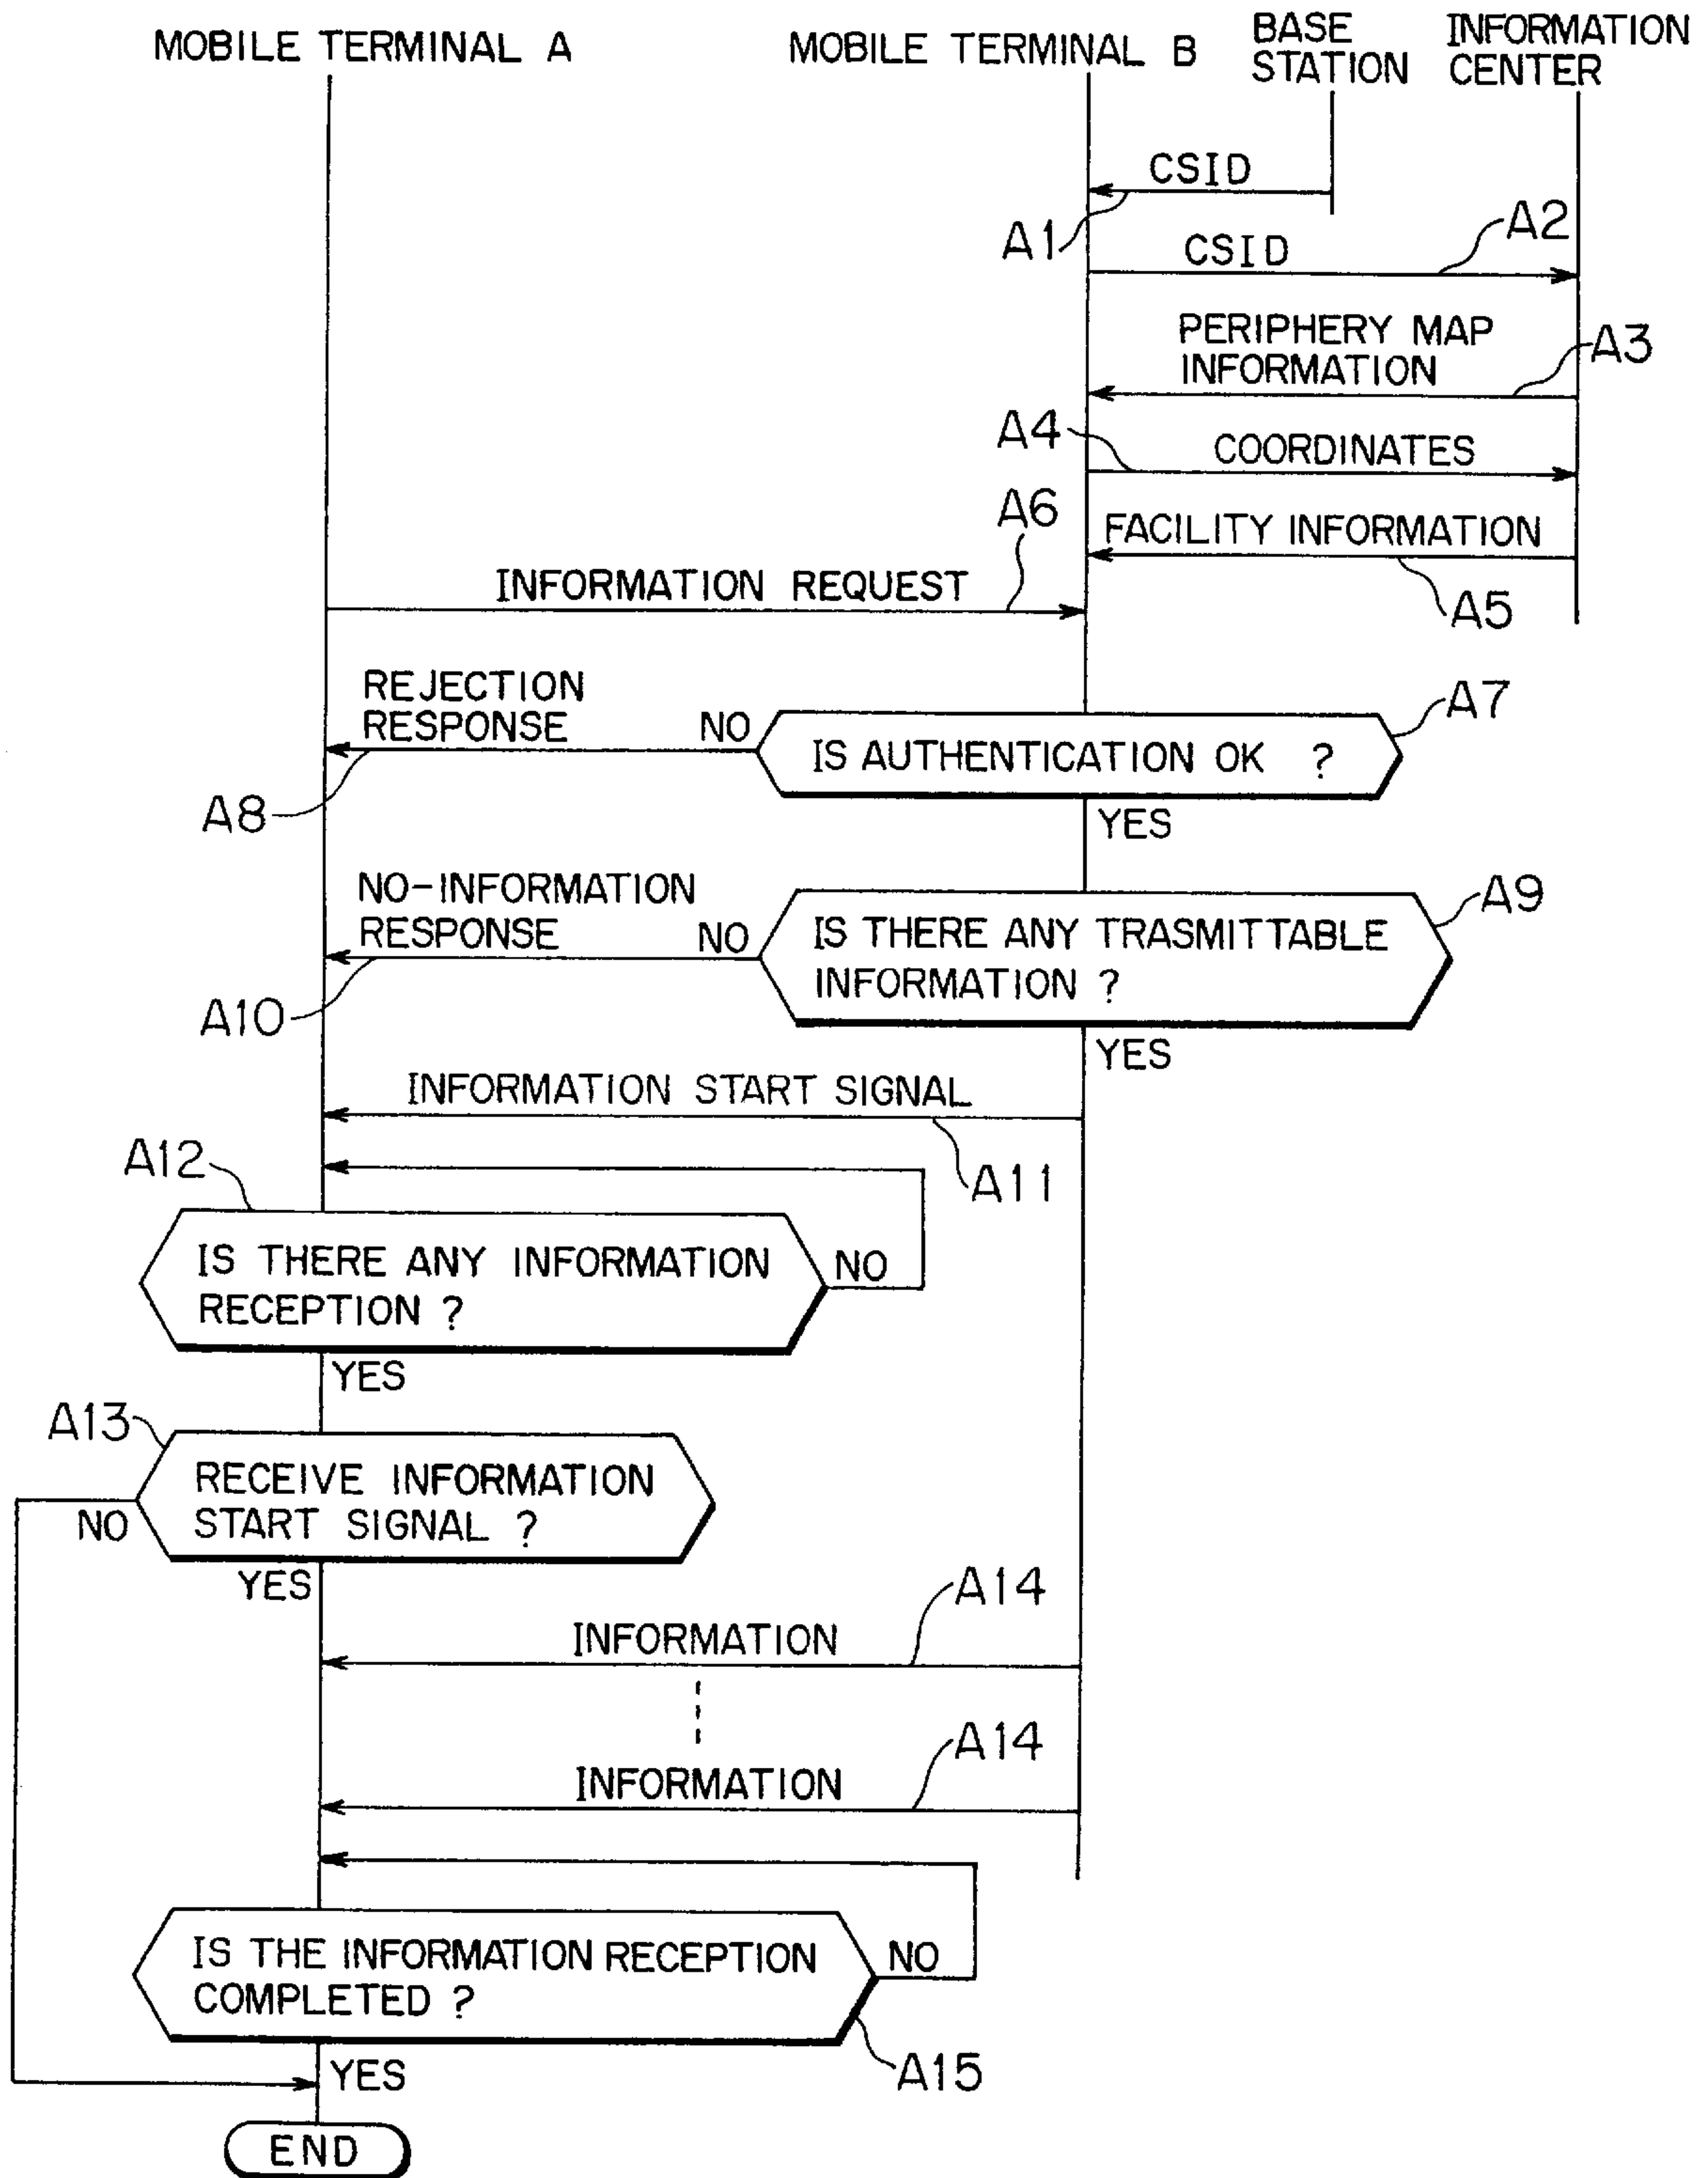 MOBILE TERMINAL A
MOBILE TERMINAL B
BASE
STATION
INFORMATION
CENTER
CSID
A1
CSID
A2
PERIPHERY MAP
INFORMATION
A3
A4
COORDINATES
A6
FACILITY INFORMATION
A5
INFORMATION REQUEST
REJECTION
RESPONSE
NO
A7
IS AUTHENTICATION OK ?
A8
YES
NO-INFORMATION
RESPONSE
NO
A9
IS THERE ANY TRASMITTABLE
INFORMATION ?
A10
YES
INFORMATION START SIGNAL
A11
A12
IS THERE ANY INFORMATION
RECEPTION ?
NO
YES
A13
RECEIVE INFORMATION
START SIGNAL ?
NO
YES
A14
INFORMATION
A14
INFORMATION
IS THE INFORMATION RECEPTION
COMPLETED ?
NO
A15
YES
END